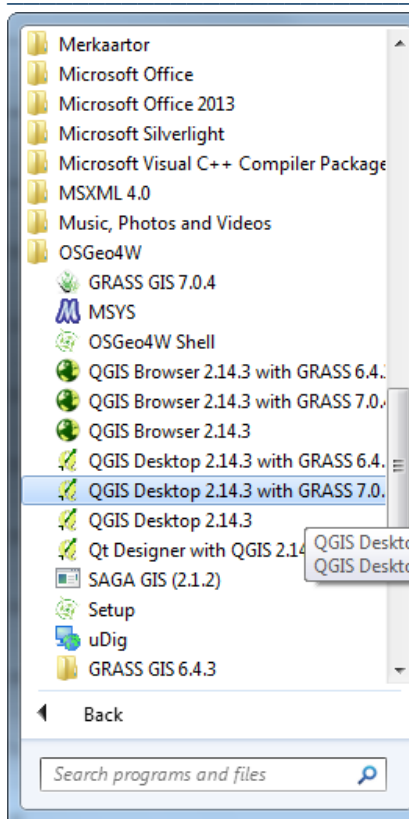 Merkaartor
Microsoft Office
Microsoft Office 2013
Microsoft Silverlight
Microsoft Visual C++ Compiler Package
MSXML 4.0
Music, Photos and Videos
OSGeo4W
GRASS GIS 7.0.4
MSYS
OSGeo4W Shell
QGIS Browser 2.14.3 with GRASS 6.4.
QGIS Browser 2.14.3 with GRASS 7.0.
QGIS Browser 2.14.3
QGIS Desktop 2.14.3 with GRASS 6.4.
QGIS Desktop 2.14.3 with GRASS 7.0.
QGIS Desktop 2.14.3
Qt Designer with QGIS 2.14
QGIS Deskto
QGIS Deskto
SAGA GIS (2.1.2)
Setup
uDig
GRASS GIS 6.4.3
Back
Search programs and files